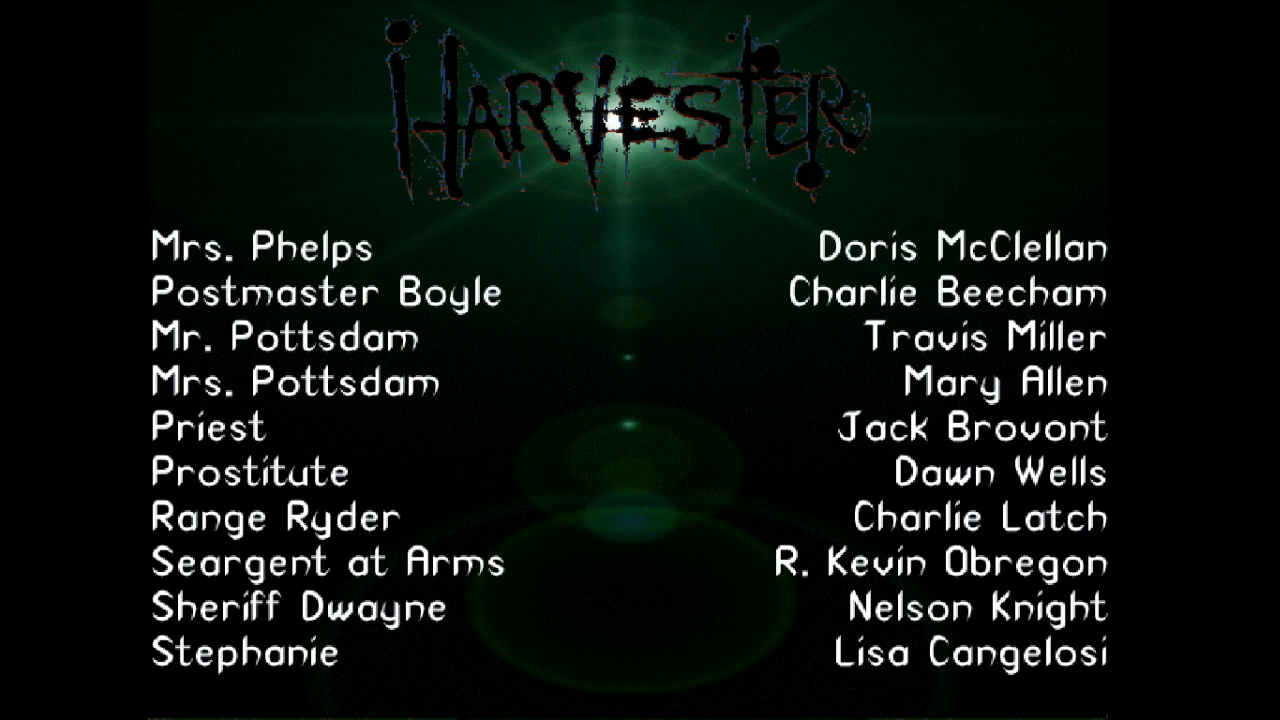 HARVESTER
Mrs. Phelps Doris McClellan
Postmaster Boyle Charlie Beecham
Mr. Pottsdam Travis Miller
Mrs. Pottsdam Mary Allen
Priest Jack Brovont
Prostitute Dawn Wells
Range Ryder Charlie Latch
Seargent at Arms R. Kevin Obregon
Sheriff Dwayne Nelson Knight
Stephanie Lisa Cangelosi